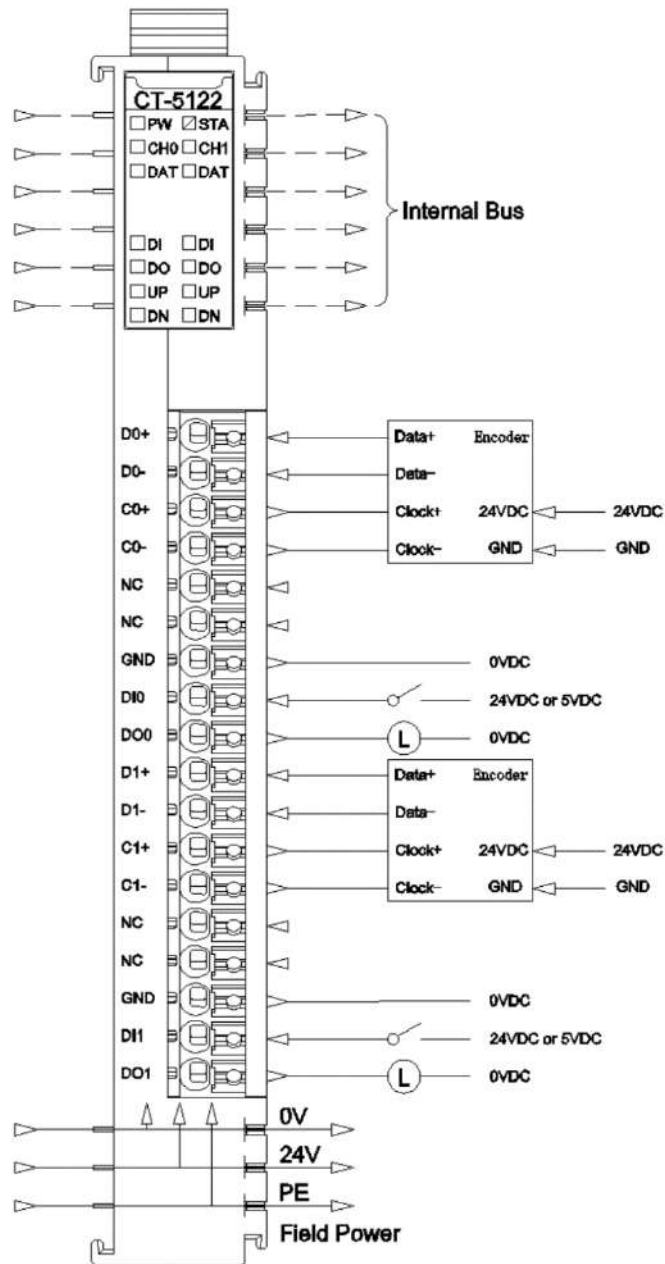 CT-5122
PW STA
CH0 CH1
DAT DAT
DI DI
DO DO
UP UP
DN DN
Internal Bus
D0+ Data+ Encoder
D0- Data-
C0+ Clock+ 24VDC 24VDC
C0- Clock- GND GND
NC
NC
GND 0VDC
DI0 24VDC or 5VDC
DO0 L 0VDC
D1+ Data+ Encoder
D1- Data-
C1+ Clock+ 24VDC 24VDC
C1- Clock- GND GND
NC
NC
GND 0VDC
DI1 24VDC or 5VDC
DO1 L 0VDC
0V
24V
PE
Field Power